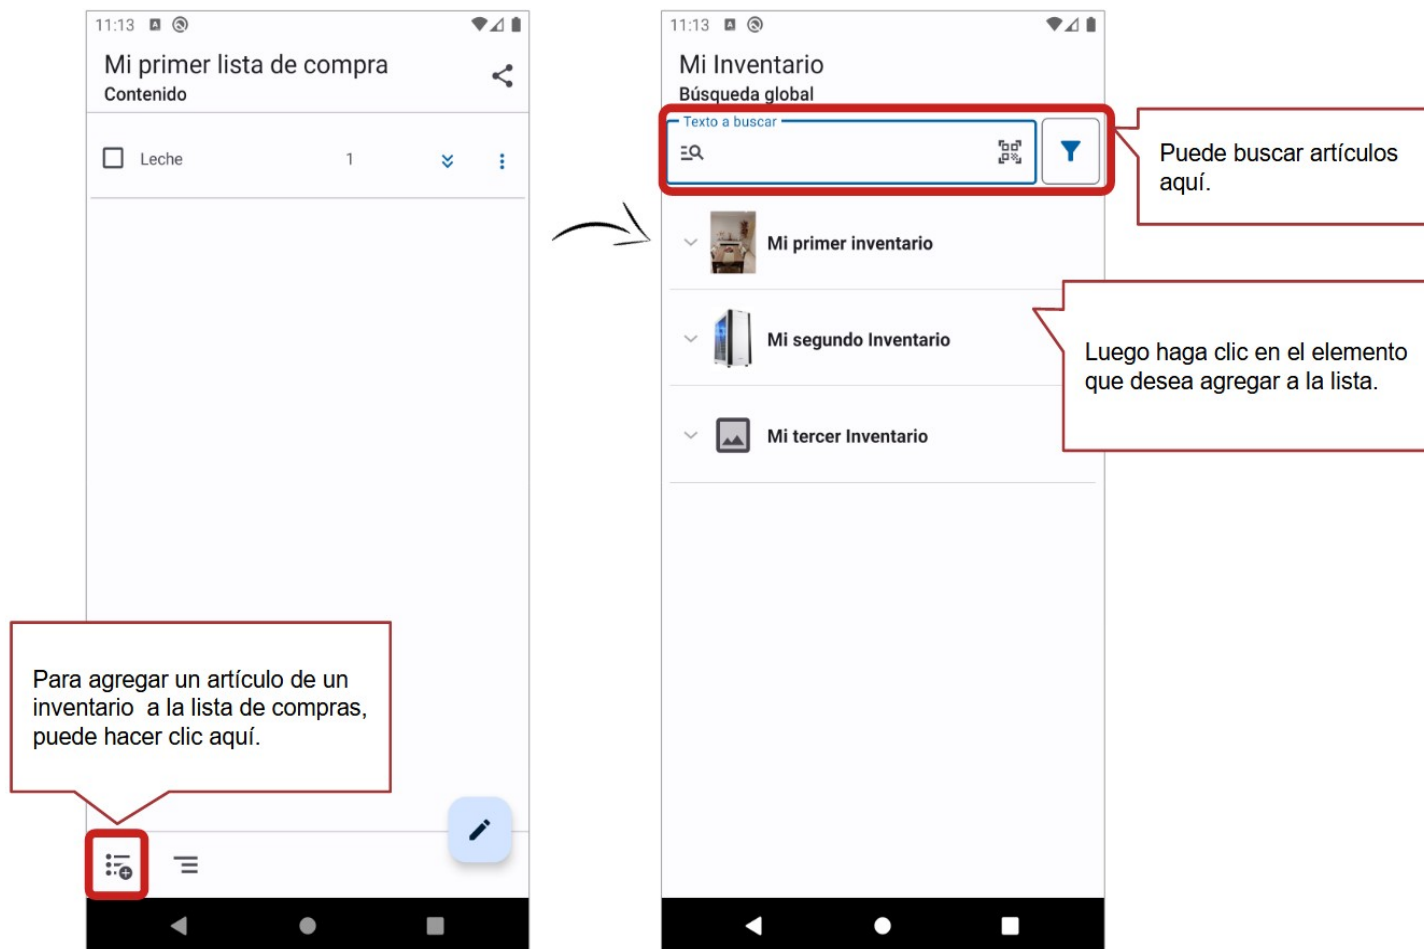 11:13
Mi primer lista de compra
Contenido
Leche 1
Para agregar un artículo de un
inventario a la lista de compras,
puede hacer clic aquí.
11:13
Mi Inventario
Búsqueda global
Texto a buscar
Mi primer inventario
Mi segundo Inventario
Mi tercer Inventario
Puede buscar artículos
aquí.
Luego haga clic en el elemento
que desea agregar a la lista.